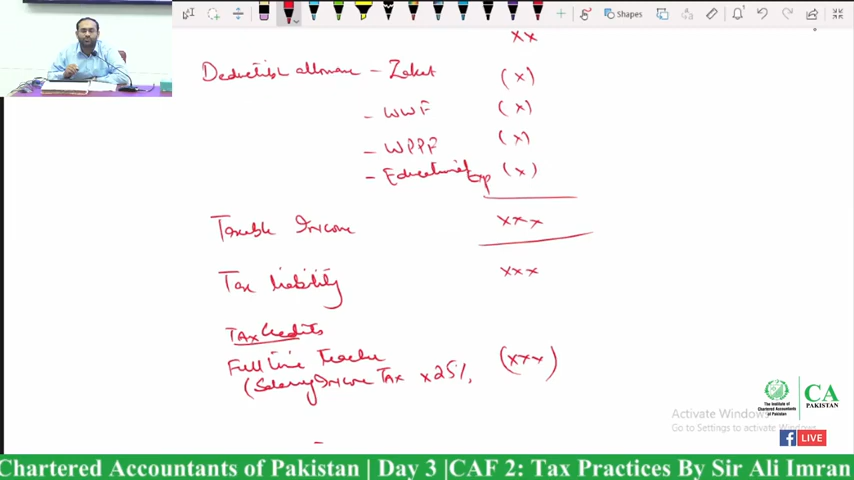 Shapes
xx
Deductible allowance - Zakat (x)
- WWF (x)
- WPPF (x)
- Educational Exp (x)
Taxable Income xxx
Tax liability xxx
Tax Credits
Full time Teacher
(Salary Income Tax x25% (xxx)
The Institute of
Chartered Accountants
of Pakistan
CA
PAKISTAN
Activate Windows
Go to Settings to activate Windows
LIVE
Chartered Accountants of Pakistan | Day 3 |CAF 2: Tax Practices By Sir Ali Imran